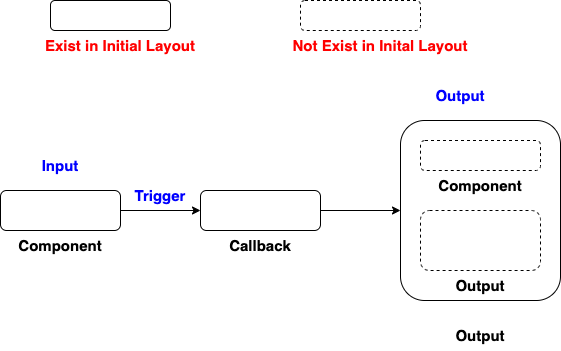 Exist in Initial Layout
Not Exist in Inital Layout
Output
Input
Trigger
Component
Component
Callback
Output
Output